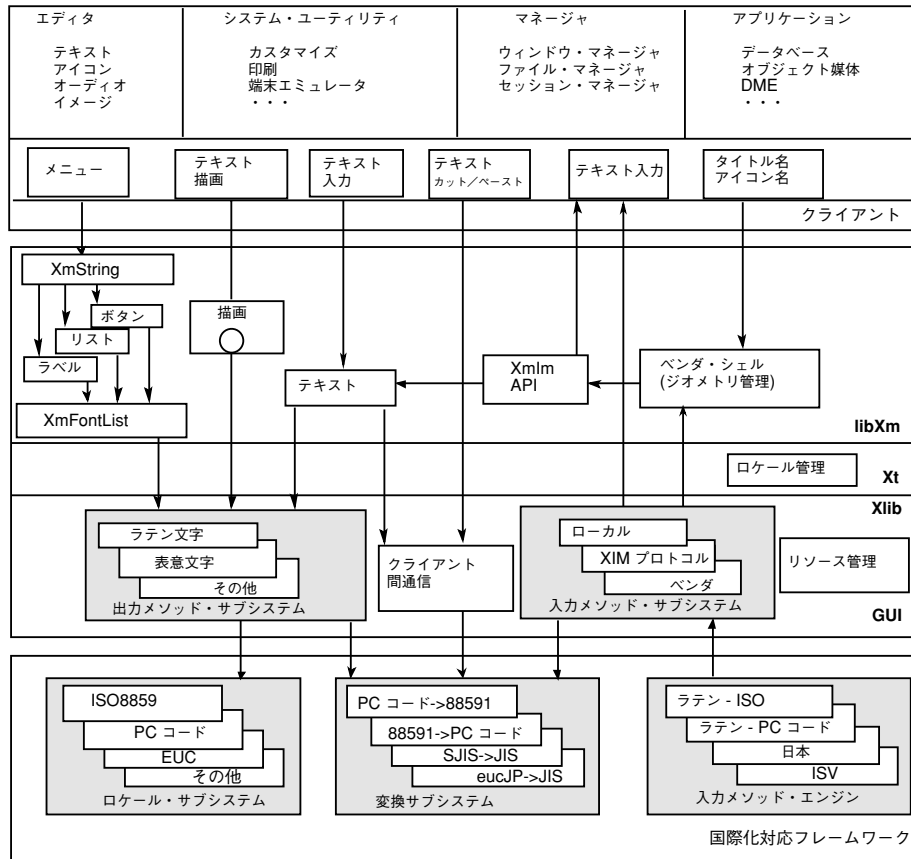 エディタ
テキスト
アイコン
オーディオ
イメージ
システム・ユーティリティ
カスタマイズ
印刷
端末エミュレータ
・・・
マネージャ
ウィンドウ・マネージャ
ファイル・マネージャ
セッション・マネージャ
アプリケーション
データベース
オブジェクト媒体
DME
・・・
メニュー
テキスト
描画
テキスト
入力
テキスト
カット／ペースト
テキスト入力
タイトル名
アイコン名
クライアント
XmString
ボタン
リスト
ラベル
XmFontList
描画
テキスト
XmIm
API
ベンダ・シェル
(ジオメトリ管理)
libXm
ロケール管理
Xt
Xlib
ラテン文字
表意文字
その他
出力メソッド・サブシステム
クライアント
間通信
ローカル
XIM プロトコル
ベンダ
入力メソッド・サブシステム
リソース管理
GUI
ISO8859
PC コード
EUC
その他
ロケール・サブシステム
PC コード->88591
88591->PC コード
SJIS->JIS
eucJP->JIS
変換サブシステム
ラテン - ISO
ラテン - PC コード
日本
ISV
入力メソッド・エンジン
国際化対応フレームワーク